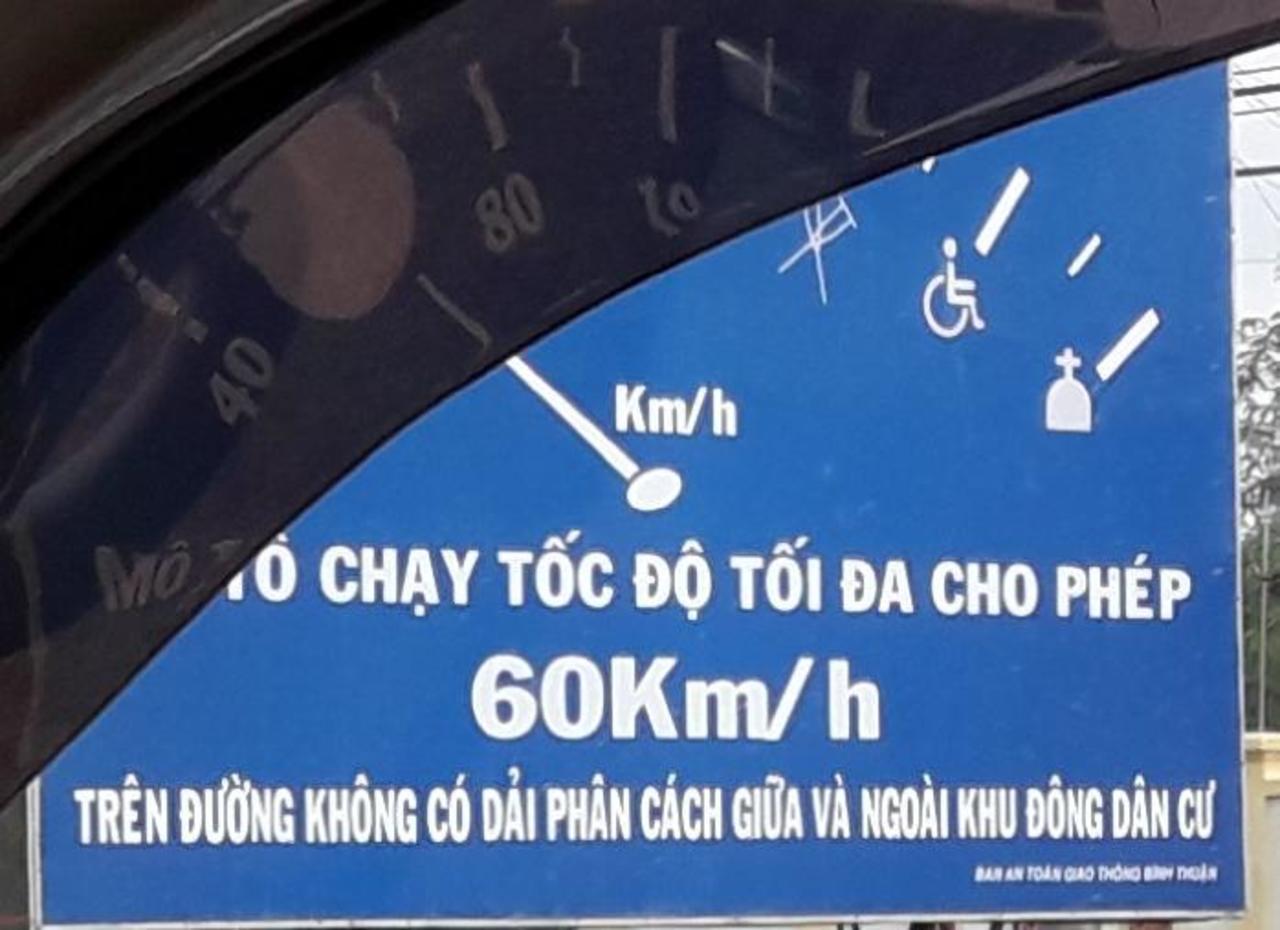 80
40
Km/h
MÔ TÔ CHẠY TỐC ĐỘ TỐI ĐA CHO PHÉP
60Km/h
TRÊN ĐƯỜNG KHÔNG CÓ DẢI PHÂN CÁCH GIỮA VÀ NGOÀI KHU ĐÔNG DÂN CƯ
BAN AN TOÀN GIAO THÔNG BÌNH THUẬN